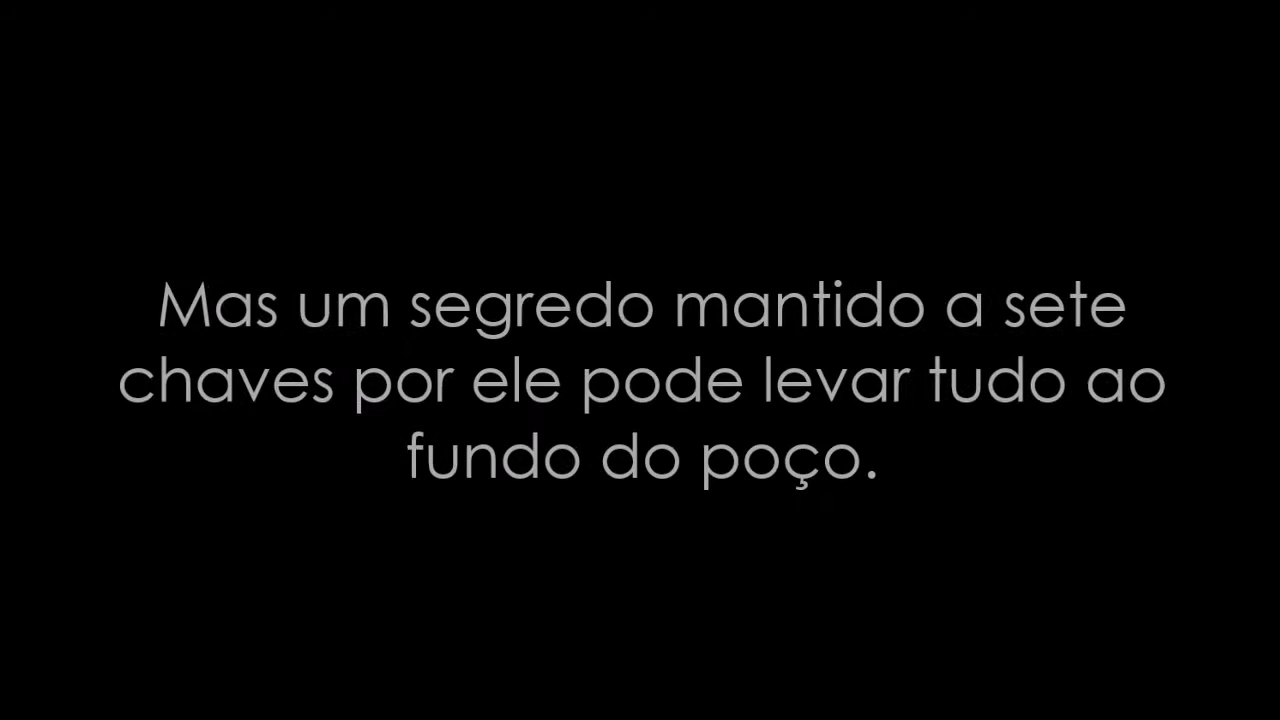 Mas um segredo mantido a sete
chaves por ele pode levar tudo ao
fundo do poço.